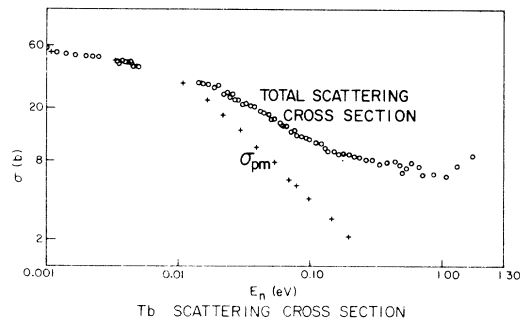 60
20
8
2
σ (b)
TOTAL SCATTERING
CROSS SECTION
σpm
0.001
0.01
0.10
1.00
1.30
En (eV)
Tb SCATTERING CROSS SECTION